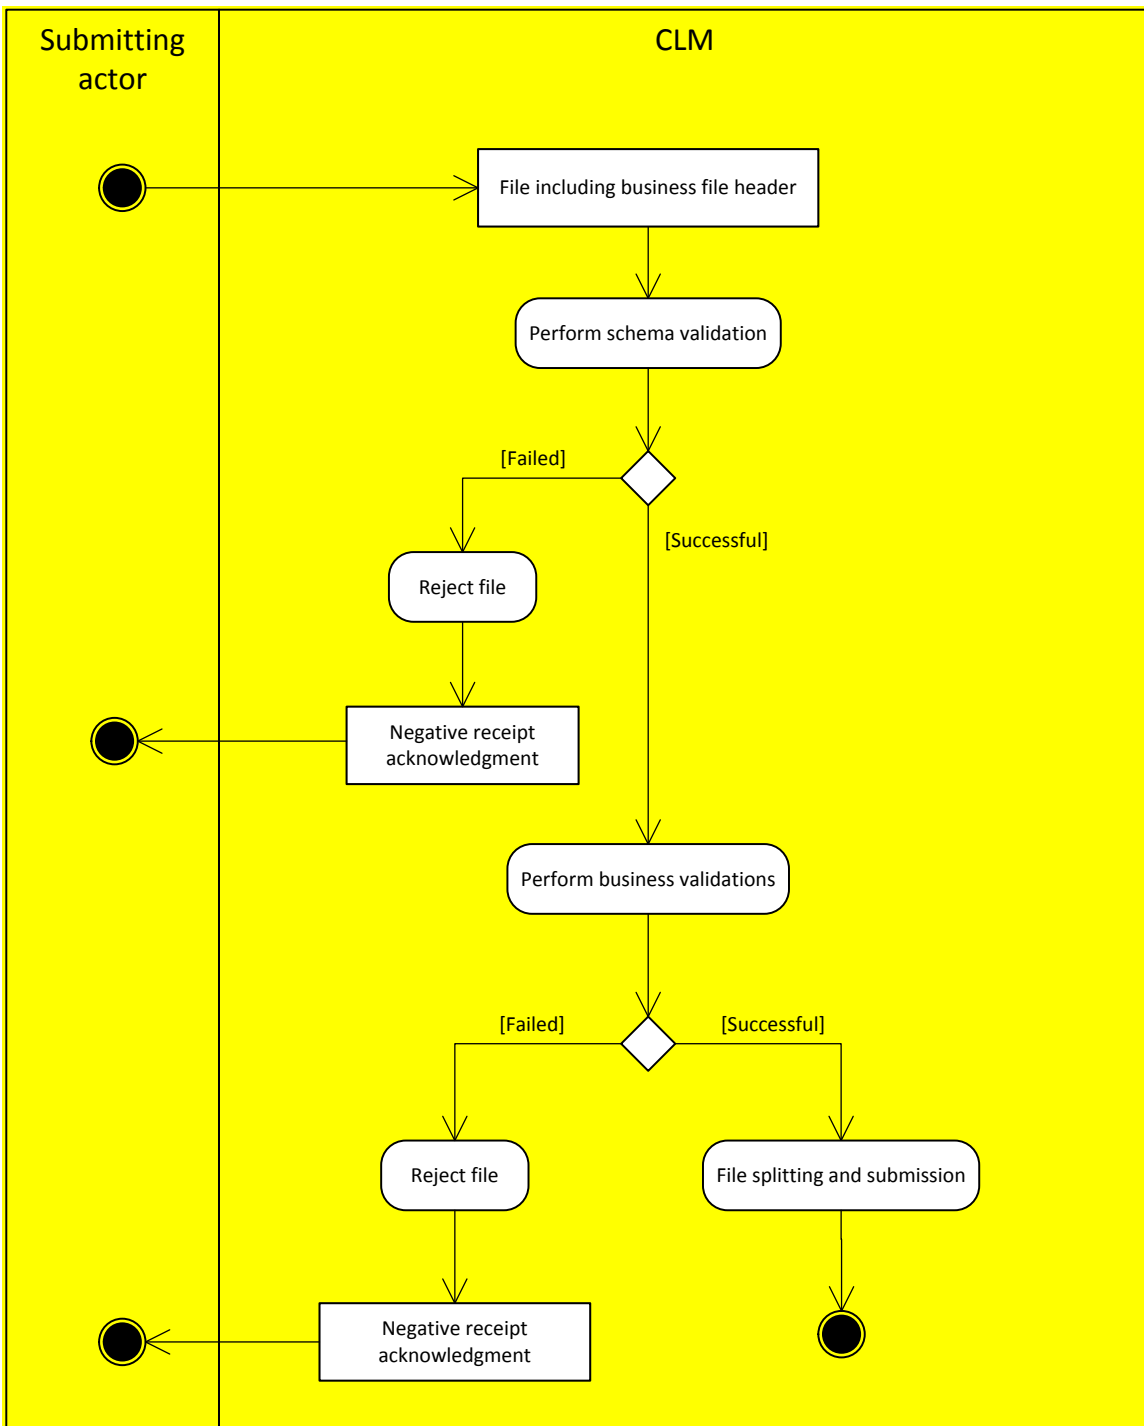 Submitting
actor
CLM
File including business file header
Perform schema validation
[Failed]
[Successful]
Reject file
Negative receipt
acknowledgment
Perform business validations
[Failed]
[Successful]
Reject file
File splitting and submission
Negative receipt
acknowledgment